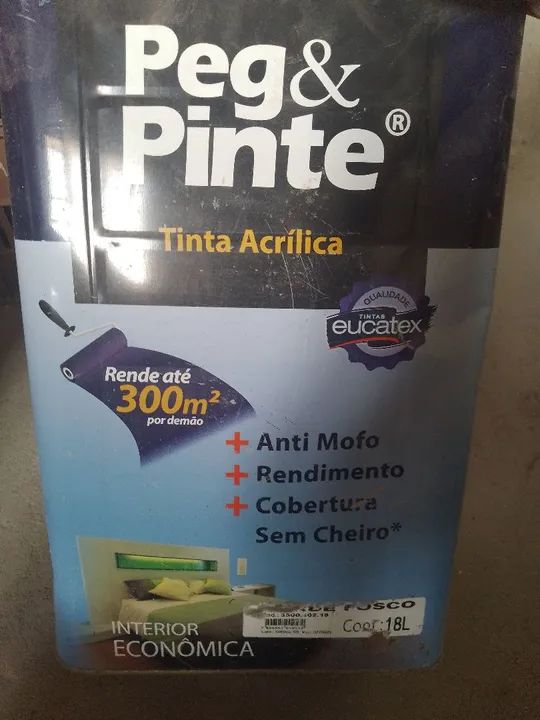 Peg&
Pinte®
Tinta Acrílica
QUALIDADE
TINTAS
eucatex
Rende até
300m²
por demão
+ Anti Mofo
+ Rendimento
+ Cobertura
Sem Cheiro*
FOSCO
18L
INTERIOR
ECONÔMICA